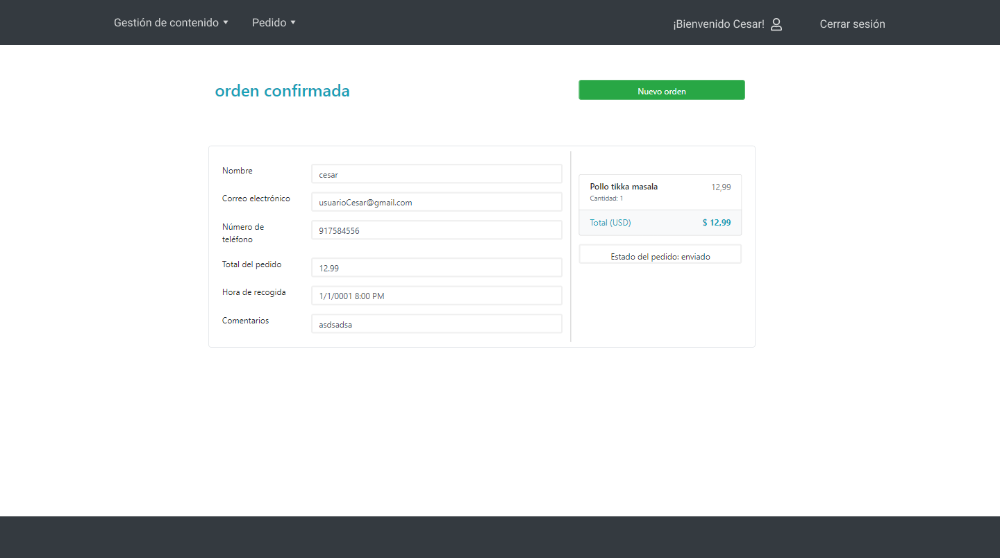 Gestión de contenido
Pedido
¡Bienvenido Cesar!
Cerrar sesión
orden confirmada
Nuevo orden
Nombre
cesar
Correo electrónico
usuarioCesar@gmail.com
Número de
teléfono
917584556
Total del pedido
12.99
Hora de recogida
1/1/0001 8:00 PM
Comentarios
asdsadsa
Pollo tikka masala
12,99
Cantidad: 1
Total (USD)
$ 12,99
Estado del pedido: enviado